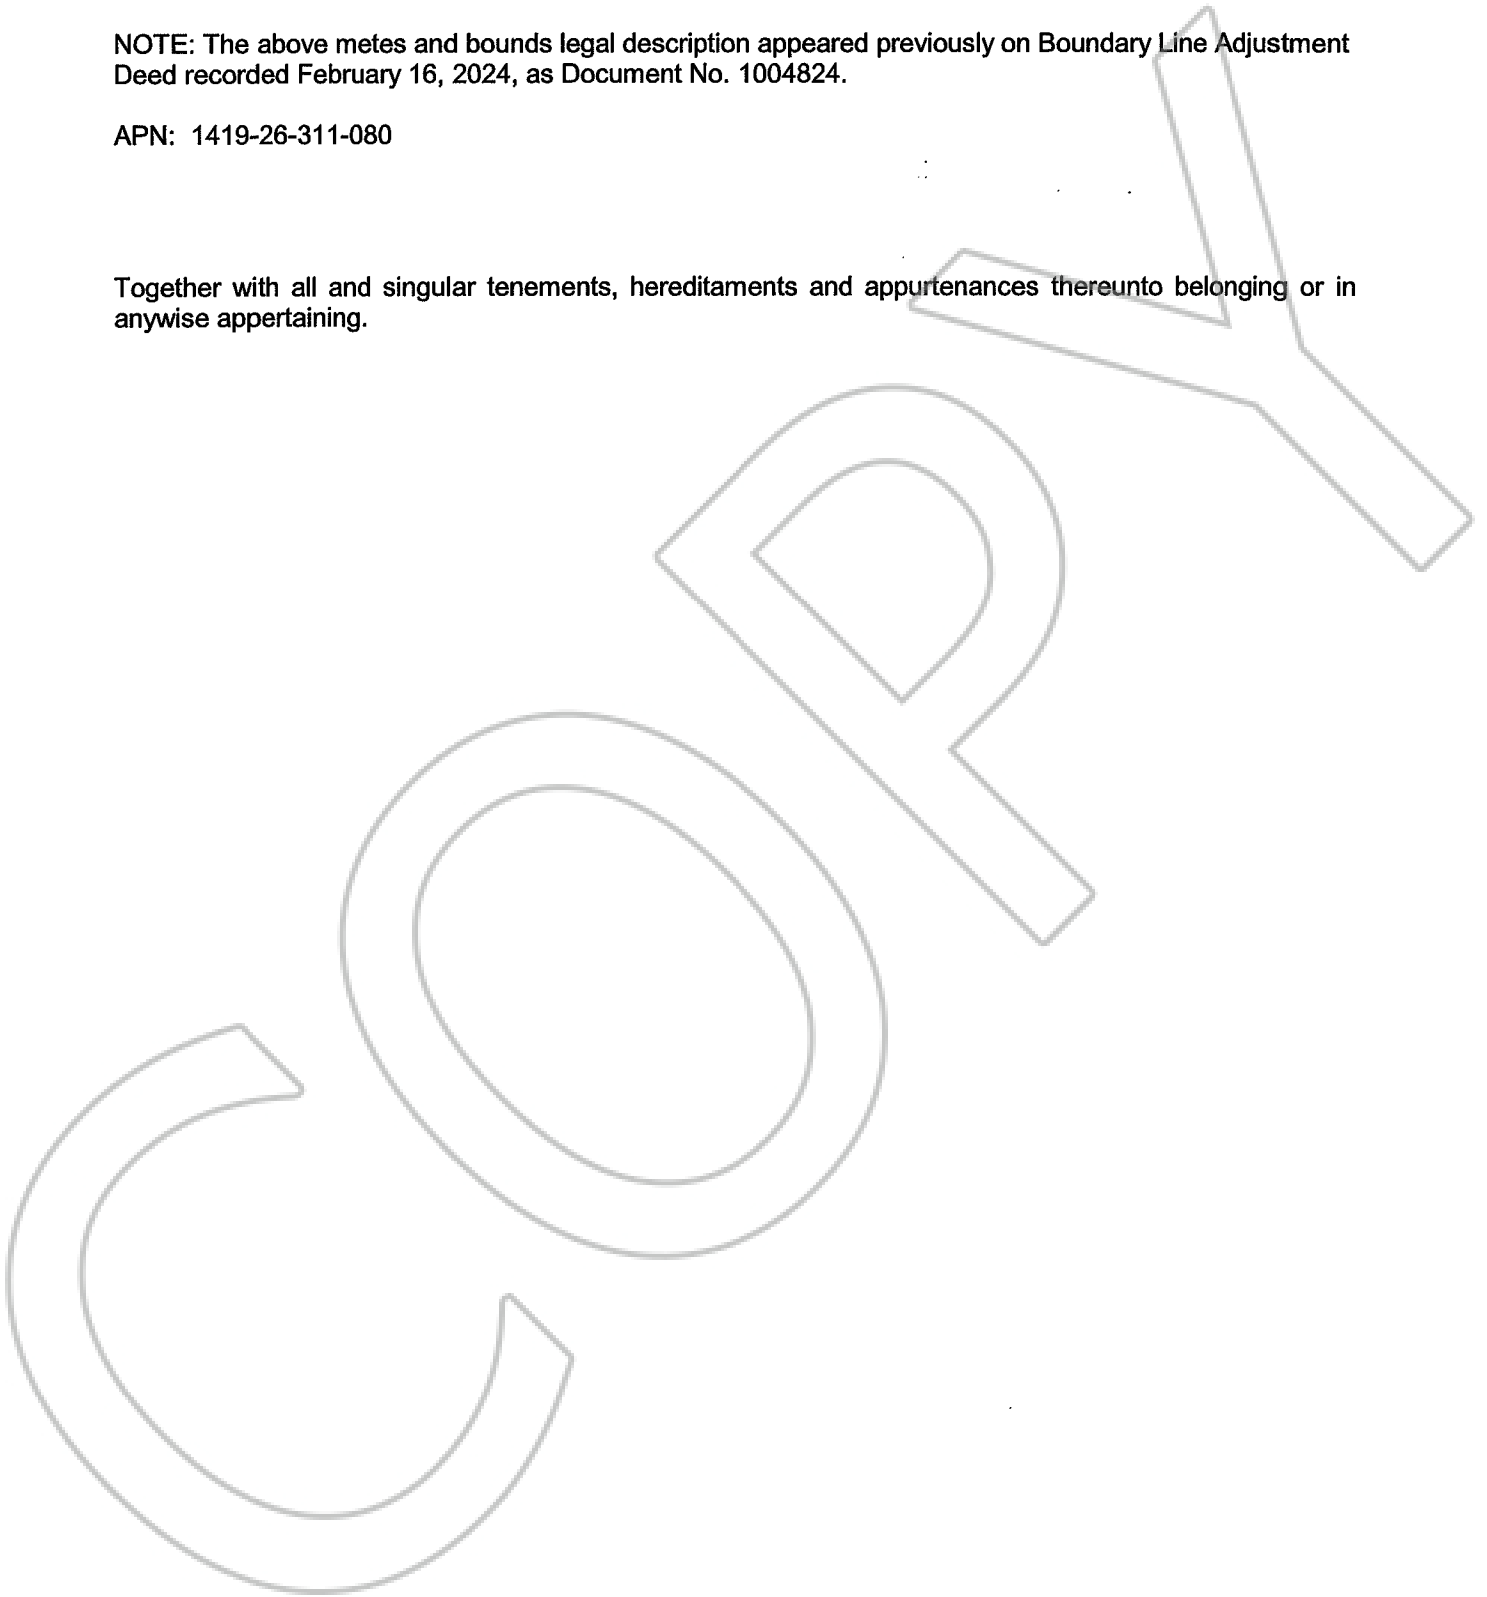 NOTE: The above metes and bounds legal description appeared previously on Boundary Line Adjustment
Deed recorded February 16, 2024, as Document No. 1004824.
APN: 1419-26-311-080
Together with all and singular tenements, hereditaments and appurtenances thereunto belonging or in
anywise appertaining.
COPY